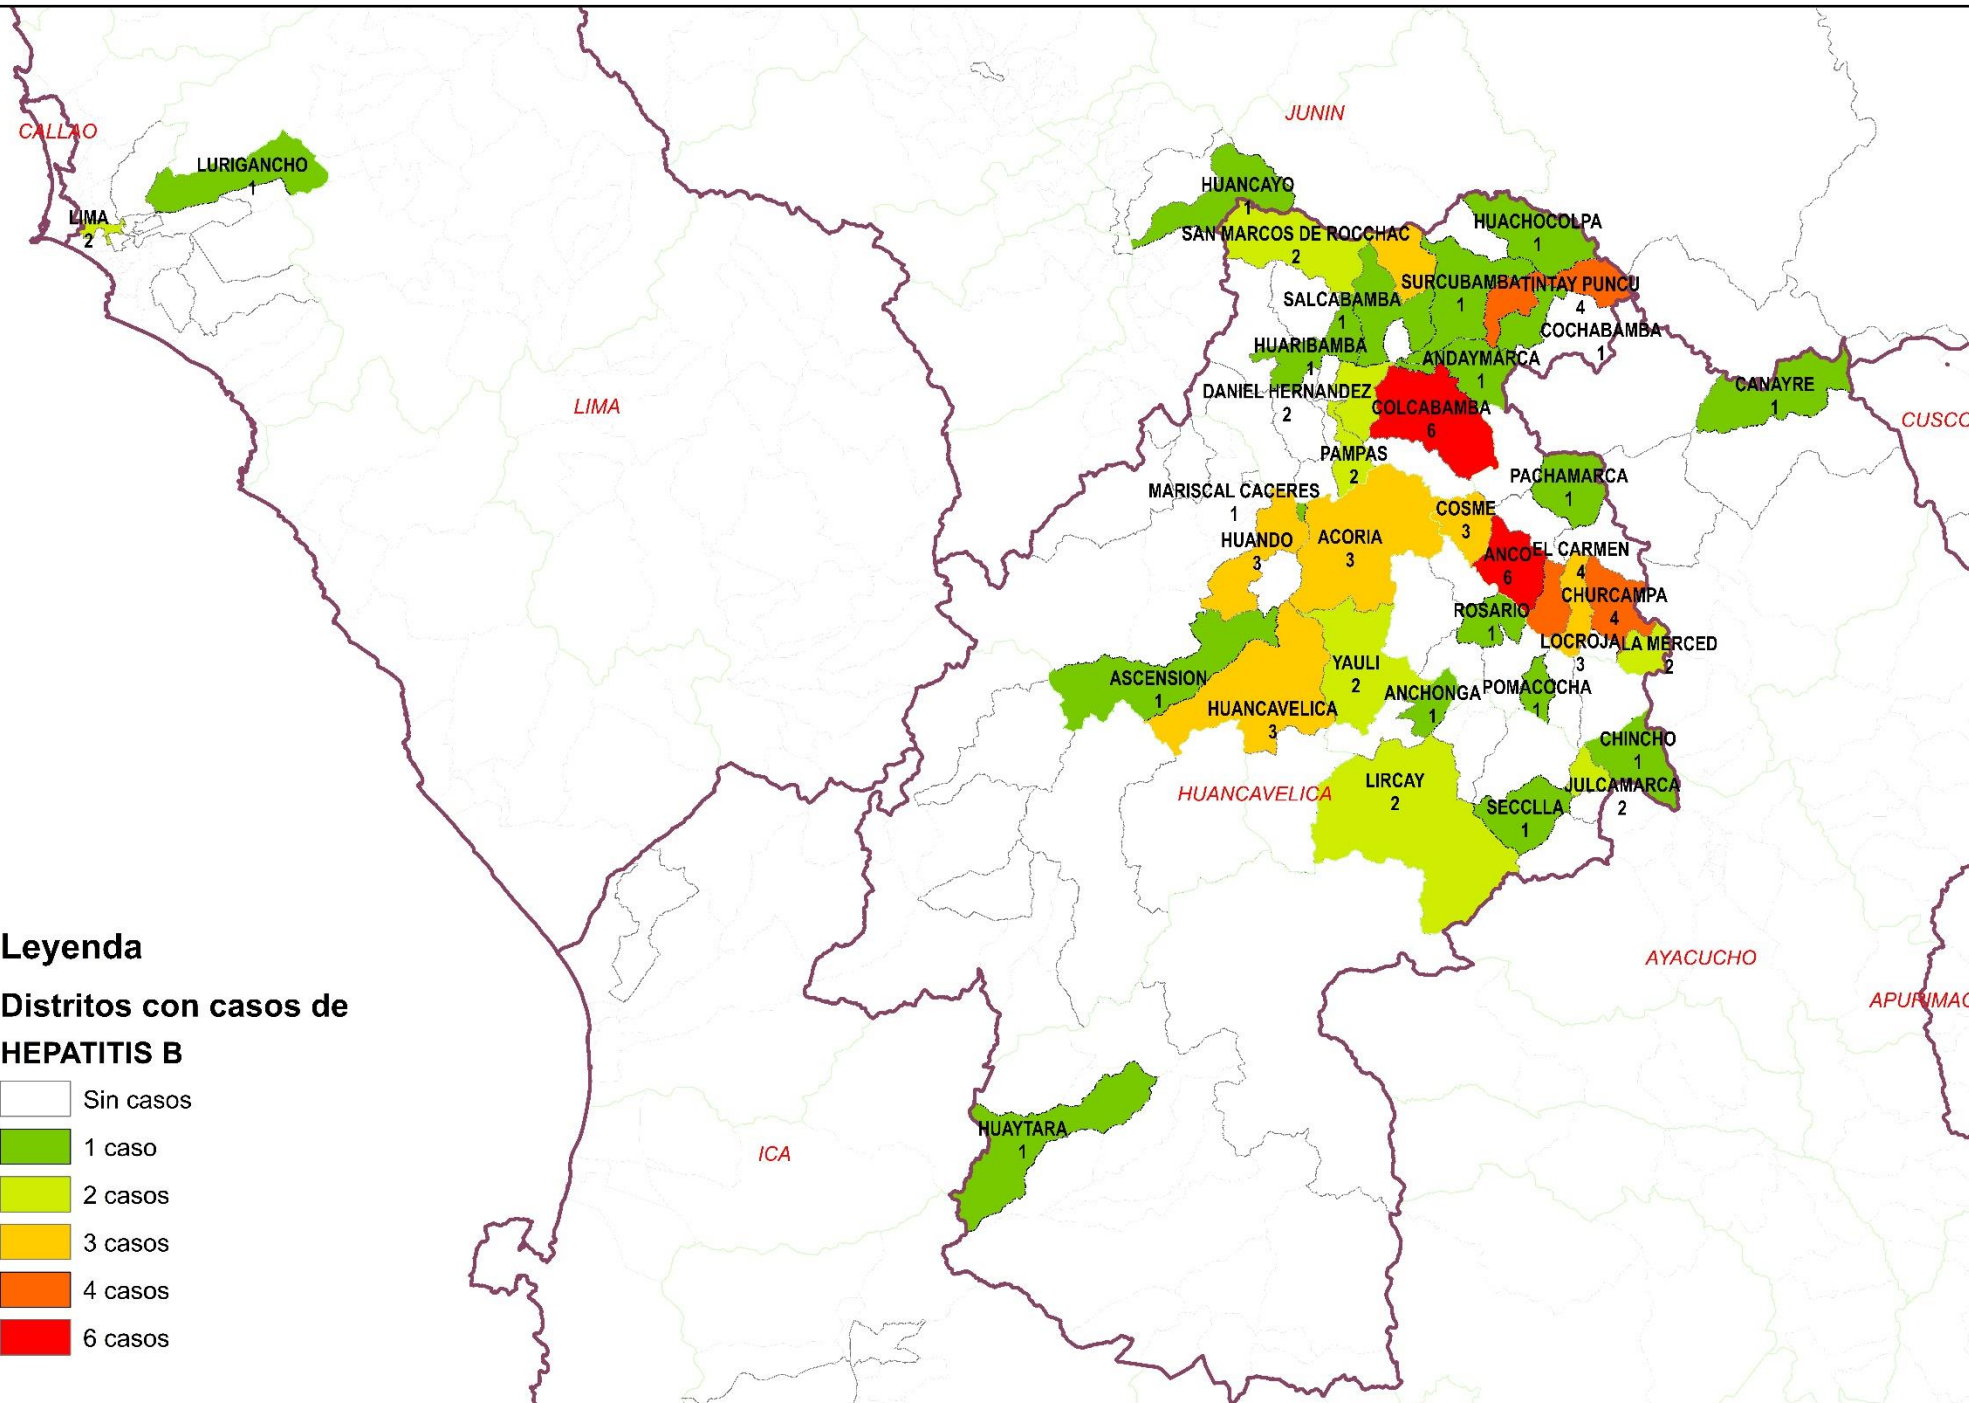 CALLAO
LURIGANCHO
1
LIMA
2
LIMA
JUNIN
HUANCAYO
1
SAN MARCOS DE ROCCHAC
2
HUACHOCOLPA
1
SURCUBAMBA
1
TINTAY PUNCU
4
SALCABAMBA
1
COCHABAMBA
1
HUARIBAMBA
1
ANDAYMARCA
1
DANIEL HERNANDEZ
2
COLCABAMBA
6
CANAYRE
1
CUSCO
PAMPAS
2
PACHAMARCA
1
MARISCAL CACERES
1
COSME
3
HUANDO
3
ACORIA
3
ANCO
6
EL CARMEN
4
CHURCAMPA
4
ROSARIO
1
LOCROJA
3
LA MERCED
2
ASCENSION
1
YAULI
2
ANCHONGA
1
POMACOCHA
1
HUANCAVELICA
3
CHINCHO
1
HUANCAVELICA
LIRCAY
2
JULCAMARCA
2
SECCLLA
1
AYACUCHO
APURIMAC
HUAYTARA
1
ICA
Leyenda
Distritos con casos de
HEPATITIS B
Sin casos
1 caso
2 casos
3 casos
4 casos
6 casos